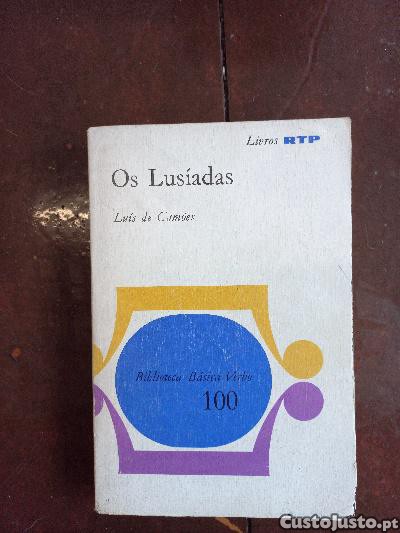 Livros RTP
Os Lusíadas
Luís de Camões
Biblioteca Básica Verbo
100
CustoJusto.pt